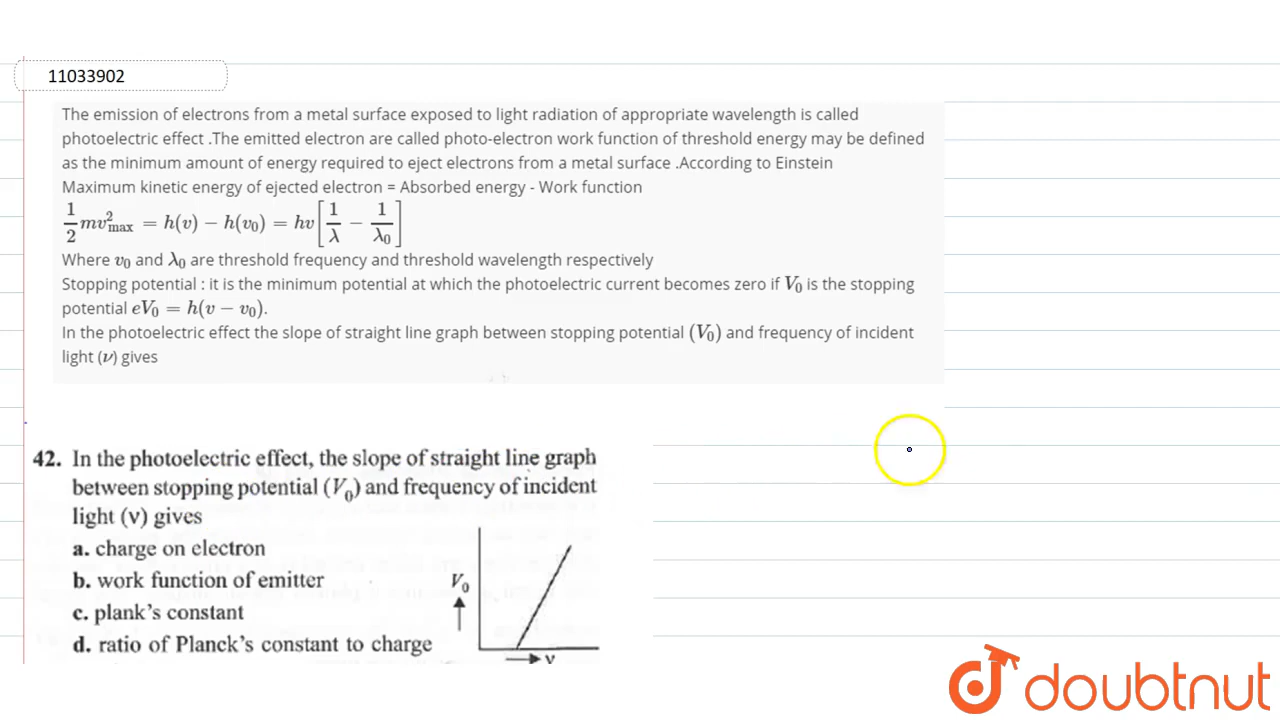 11033902
The emission of electrons from a metal surface exposed to light radiation of appropriate wavelength is called
photoelectric effect .The emitted electron are called photo-electron work function of threshold energy may be defined
as the minimum amount of energy required to eject electrons from a metal surface .According to Einstein
Maximum kinetic energy of ejected electron = Absorbed energy - Work function
1/2 mv²max = h(v) − h(v₀) = hv[1/λ − 1/λ₀]
Where v₀ and λ₀ are threshold frequency and threshold wavelength respectively
Stopping potential : it is the minimum potential at which the photoelectric current becomes zero if V₀ is the stopping
potential eV₀ = h(v − v₀).
In the photoelectric effect the slope of straight line graph between stopping potential (V₀) and frequency of incident
light (ν) gives
42. In the photoelectric effect, the slope of straight line graph
between stopping potential (V₀) and frequency of incident
light (v) gives
a. charge on electron
b. work function of emitter
c. plank's constant
d. ratio of Planck's constant to charge
V₀
v
doubtnut